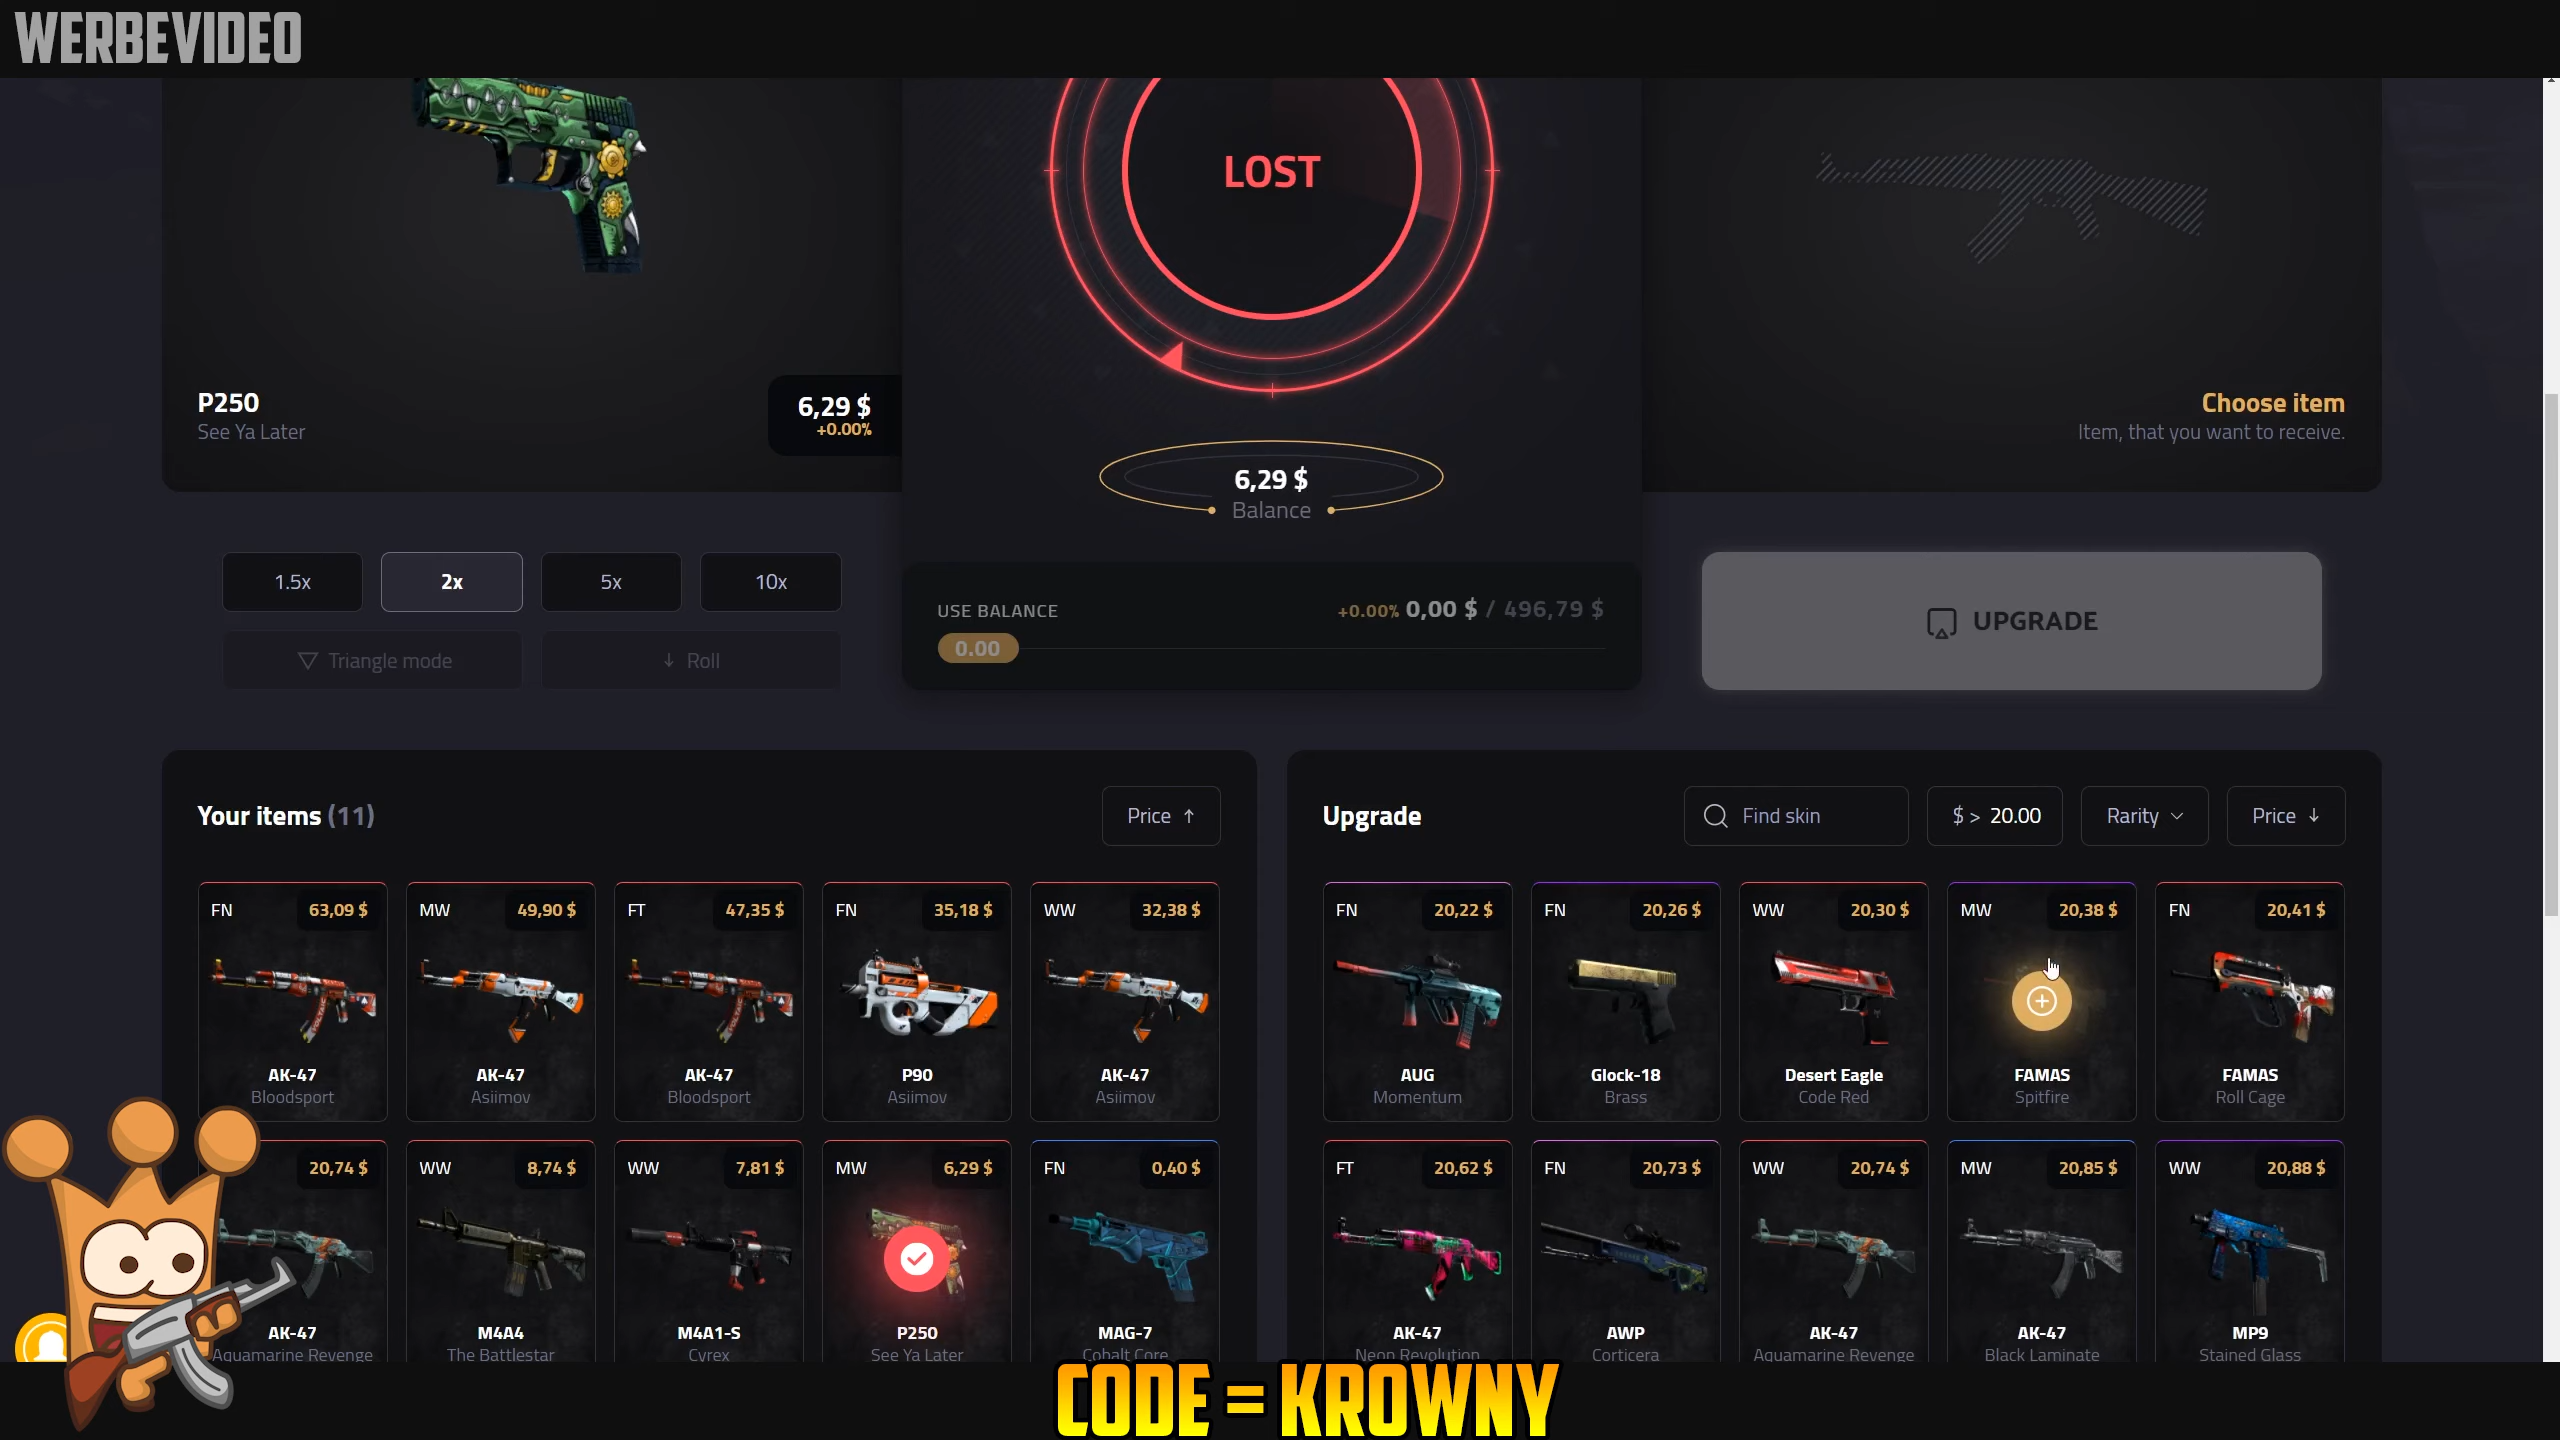 WERBEVIDEO
LOST
P250
See Ya Later
6,29 $
+0.00%
Choose item
Item, that you want to receive.
6,29 $
Balance
1.5x
2x
5x
10x
Triangle mode
Roll
USE BALANCE
+0.00% 0,00 $ / 496,79 $
0.00
UPGRADE
Your items (11)
Price
Upgrade
Find skin
$ > 20.00
Rarity
Price
FN 63,09 $
AK-47
Bloodsport
MW 49,90 $
AK-47
Asiimov
FT 47,35 $
AK-47
Bloodsport
FN 35,18 $
P90
Asiimov
WW 32,38 $
AK-47
Asiimov
20,74 $
AK-47
Aquamarine Revenge
WW 8,74 $
M4A4
The Battlestar
WW 7,81 $
M4A1-S
Cyrex
MW 6,29 $
P250
See Ya Later
FN 0,40 $
MAG-7
Cobalt Core
FN 20,22 $
AUG
Momentum
FN 20,26 $
Glock-18
Brass
WW 20,30 $
Desert Eagle
Code Red
MW 20,38 $
FAMAS
Spitfire
FN 20,41 $
FAMAS
Roll Cage
FT 20,62 $
AK-47
Neon Revolution
FN 20,73 $
AWP
Corticera
WW 20,74 $
AK-47
Aquamarine Revenge
MW 20,85 $
AK-47
Black Laminate
WW 20,88 $
MP9
Stained Glass
CODE = KROWNY